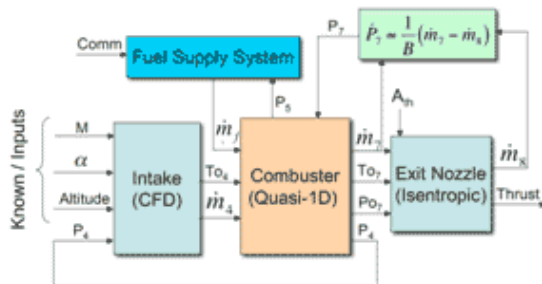 Comm
Fuel Supply System
P₇
Ṗ₇ ≈ 1/B (ṁ₇ − ṁ₈)
P₅
Aₜₕ
Known / Inputs
M
α
Altitude
P₄
Intake
(CFD)
ṁ_f
To₄
ṁ₄
Combuster
(Quasi-1D)
ṁ₇
To₇
Po₇
P₄
Exit Nozzle
(Isentropic)
ṁ₈
Thrust